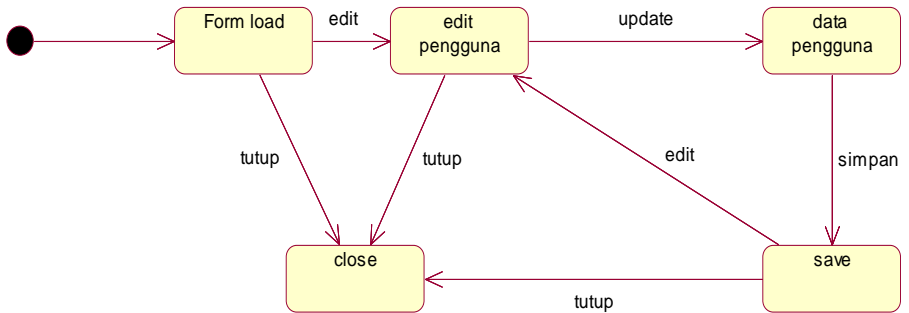 Form load
edit
edit
pengguna
update
data
pengguna
tutup
tutup
edit
simpan
close
save
tutup